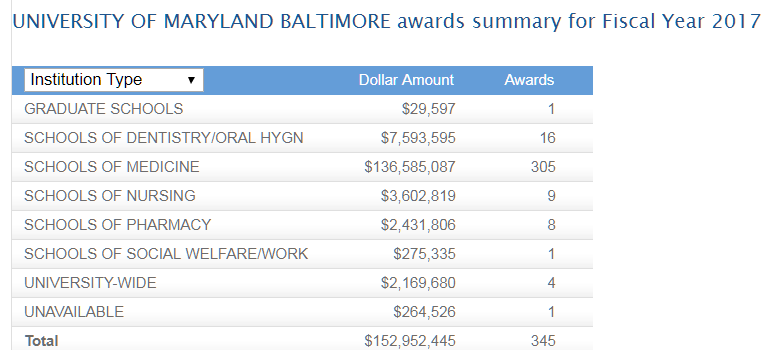 UNIVERSITY OF MARYLAND BALTIMORE awards summary for Fiscal Year 2017
Institution Type ▼ Dollar Amount Awards
GRADUATE SCHOOLS $29,597 1
SCHOOLS OF DENTISTRY/ORAL HYGN $7,593,595 16
SCHOOLS OF MEDICINE $136,585,087 305
SCHOOLS OF NURSING $3,602,819 9
SCHOOLS OF PHARMACY $2,431,806 8
SCHOOLS OF SOCIAL WELFARE/WORK $275,335 1
UNIVERSITY-WIDE $2,169,680 4
UNAVAILABLE $264,526 1
Total $152,952,445 345